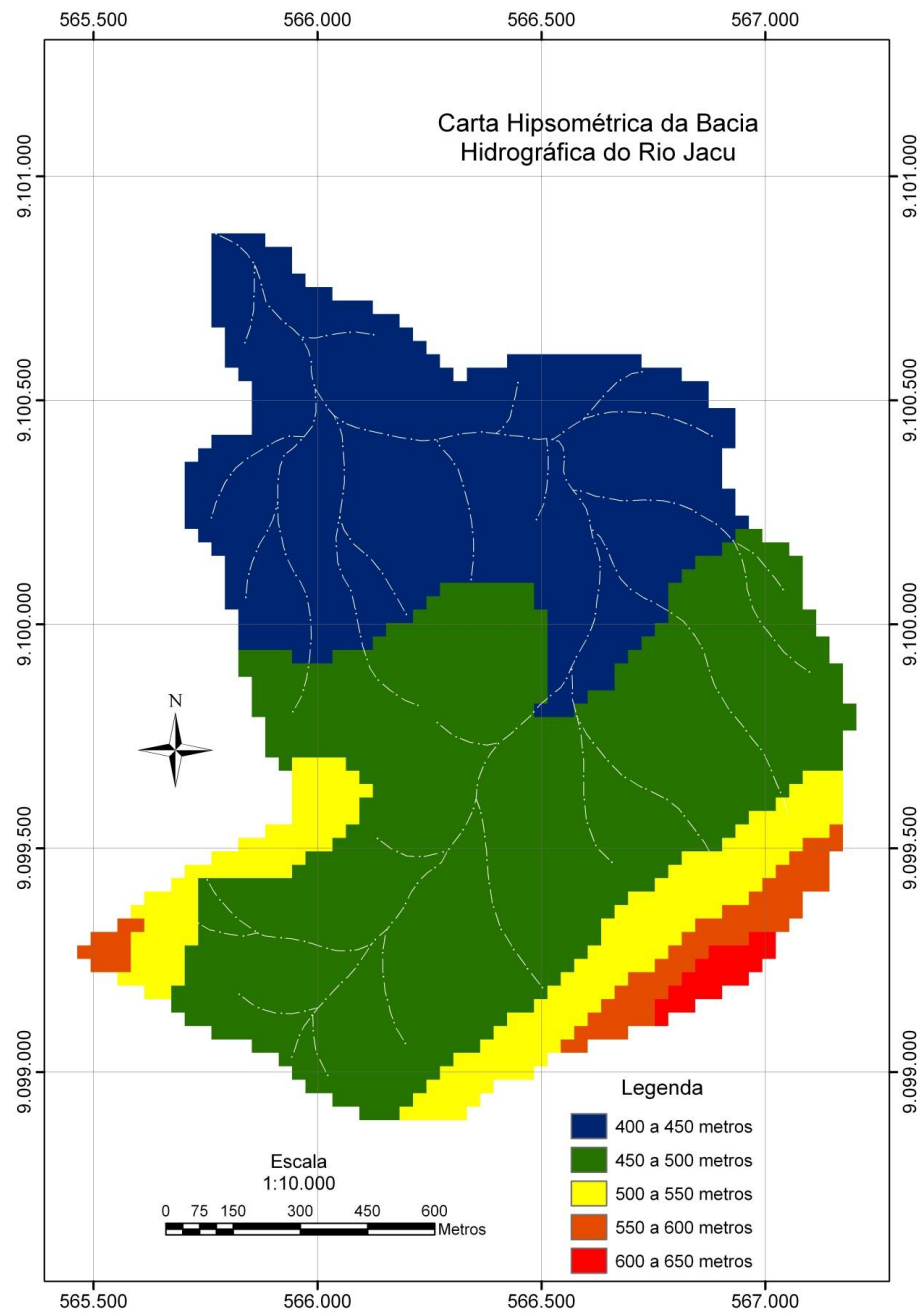 565.500 566.000 566.500 567.000
Carta Hipsométrica da Bacia
Hidrográfica do Rio Jacu
9.101.000 9.101.000
9.100.500 9.100.500
9.100.000 9.100.000
N
9.099.500 9.099.500
9.099.000 9.099.000
Legenda
400 a 450 metros
450 a 500 metros
500 a 550 metros
550 a 600 metros
600 a 650 metros
Escala
1:10.000
0 75 150 300 450 600
Metros
565.500 566.000 566.500 567.000